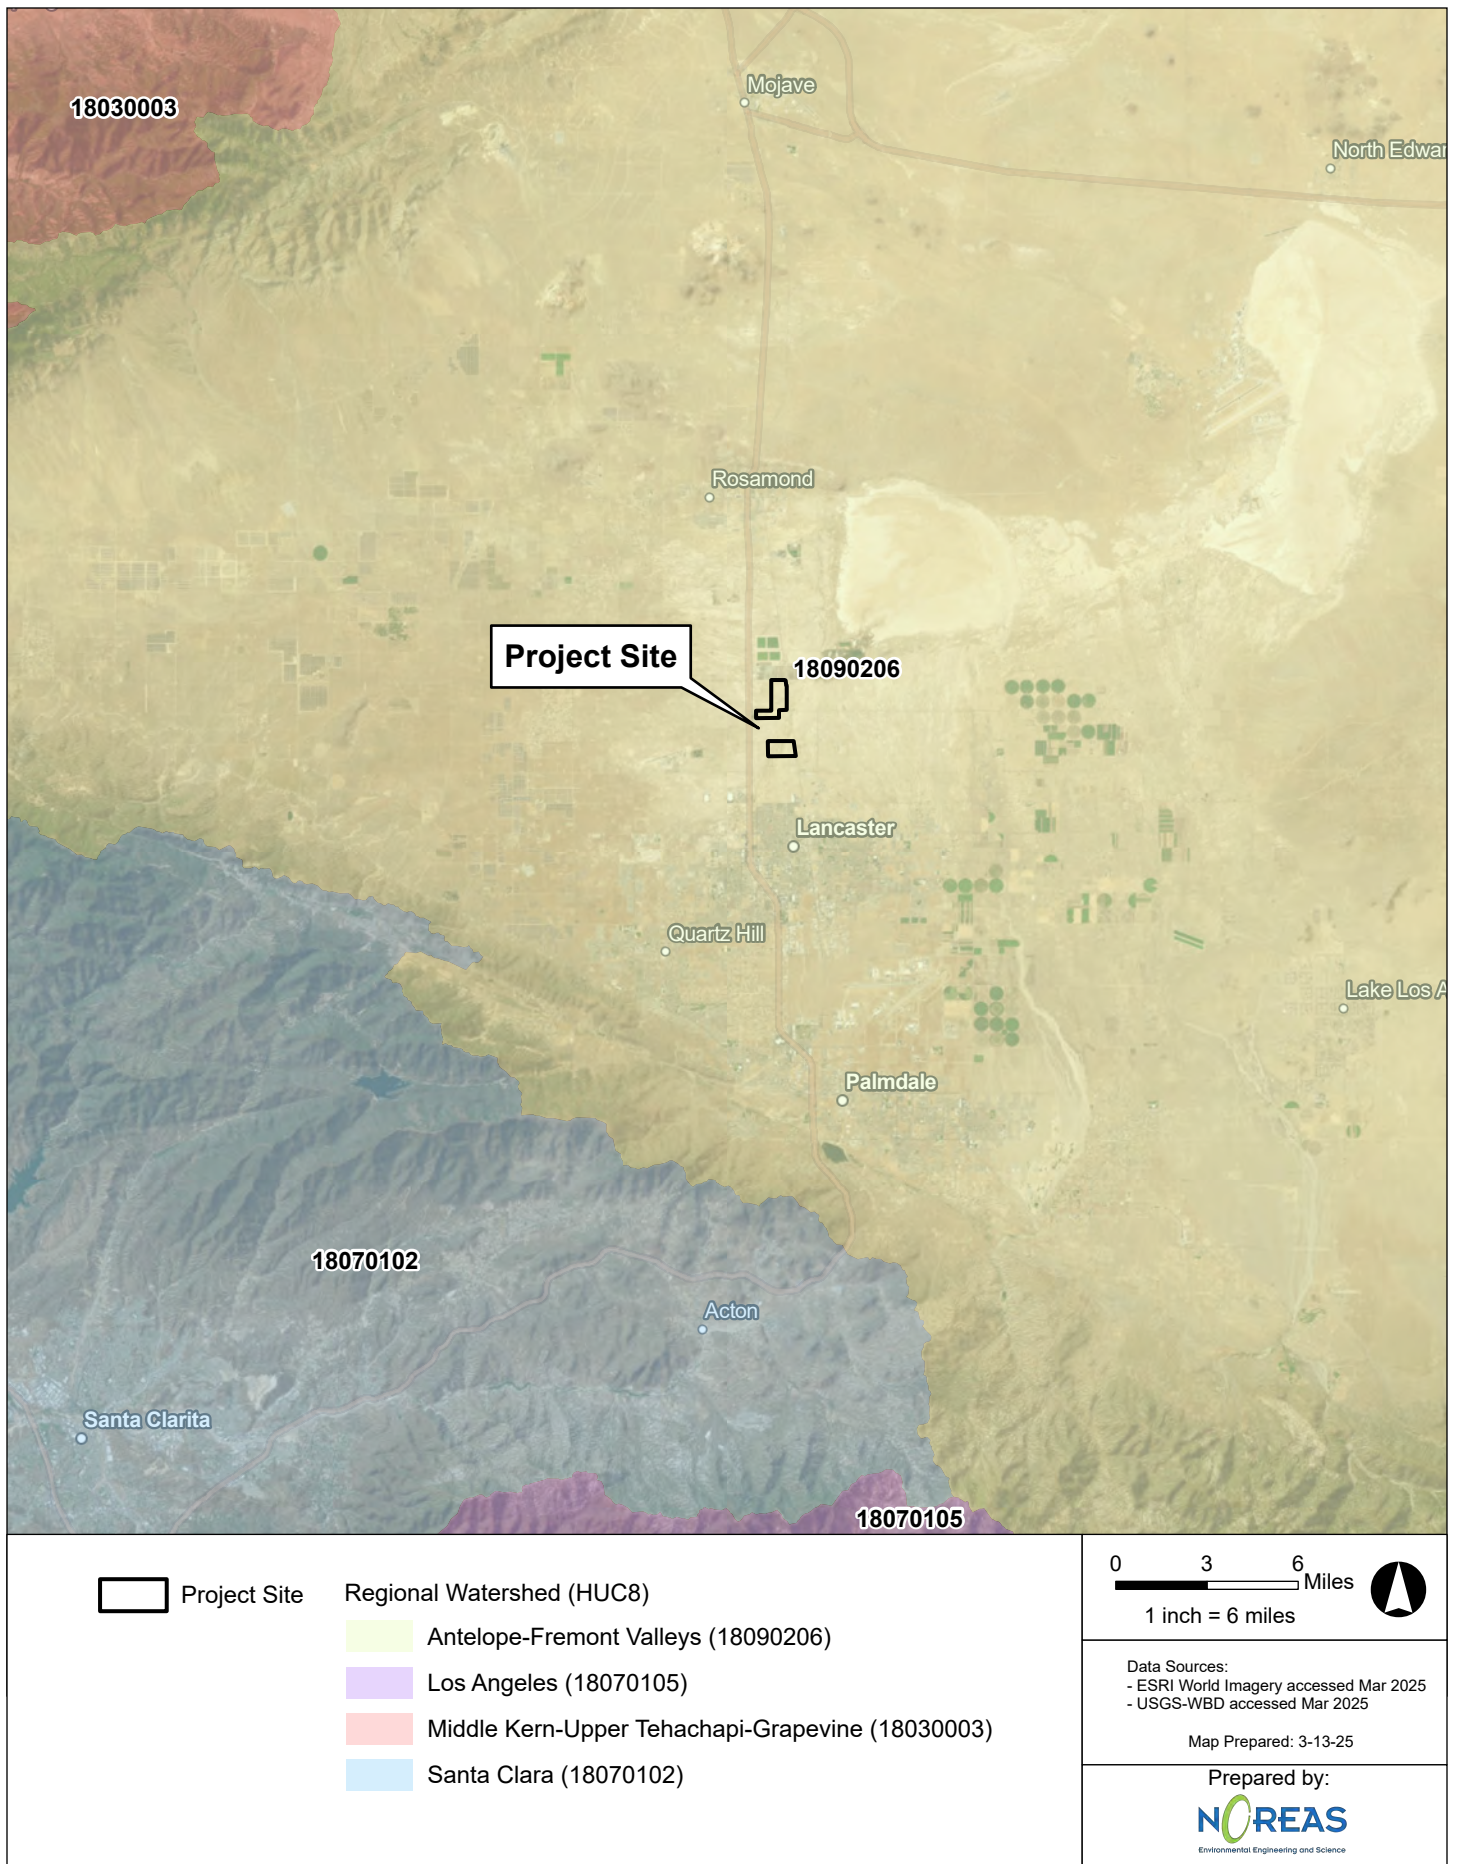 18030003
Mojave
North Edwar
Rosamond
Project Site
18090206
Lancaster
Quartz Hill
Lake Los A
Palmdale
18070102
Acton
Santa Clarita
18070105
Project Site
Regional Watershed (HUC8)
Antelope-Fremont Valleys (18090206)
Los Angeles (18070105)
Middle Kern-Upper Tehachapi-Grapevine (18030003)
Santa Clara (18070102)
0 3 6
Miles
1 inch = 6 miles
Data Sources:
- ESRI World Imagery accessed Mar 2025
- USGS-WBD accessed Mar 2025
Map Prepared: 3-13-25
Prepared by:
NOREAS
Environmental Engineering and Science